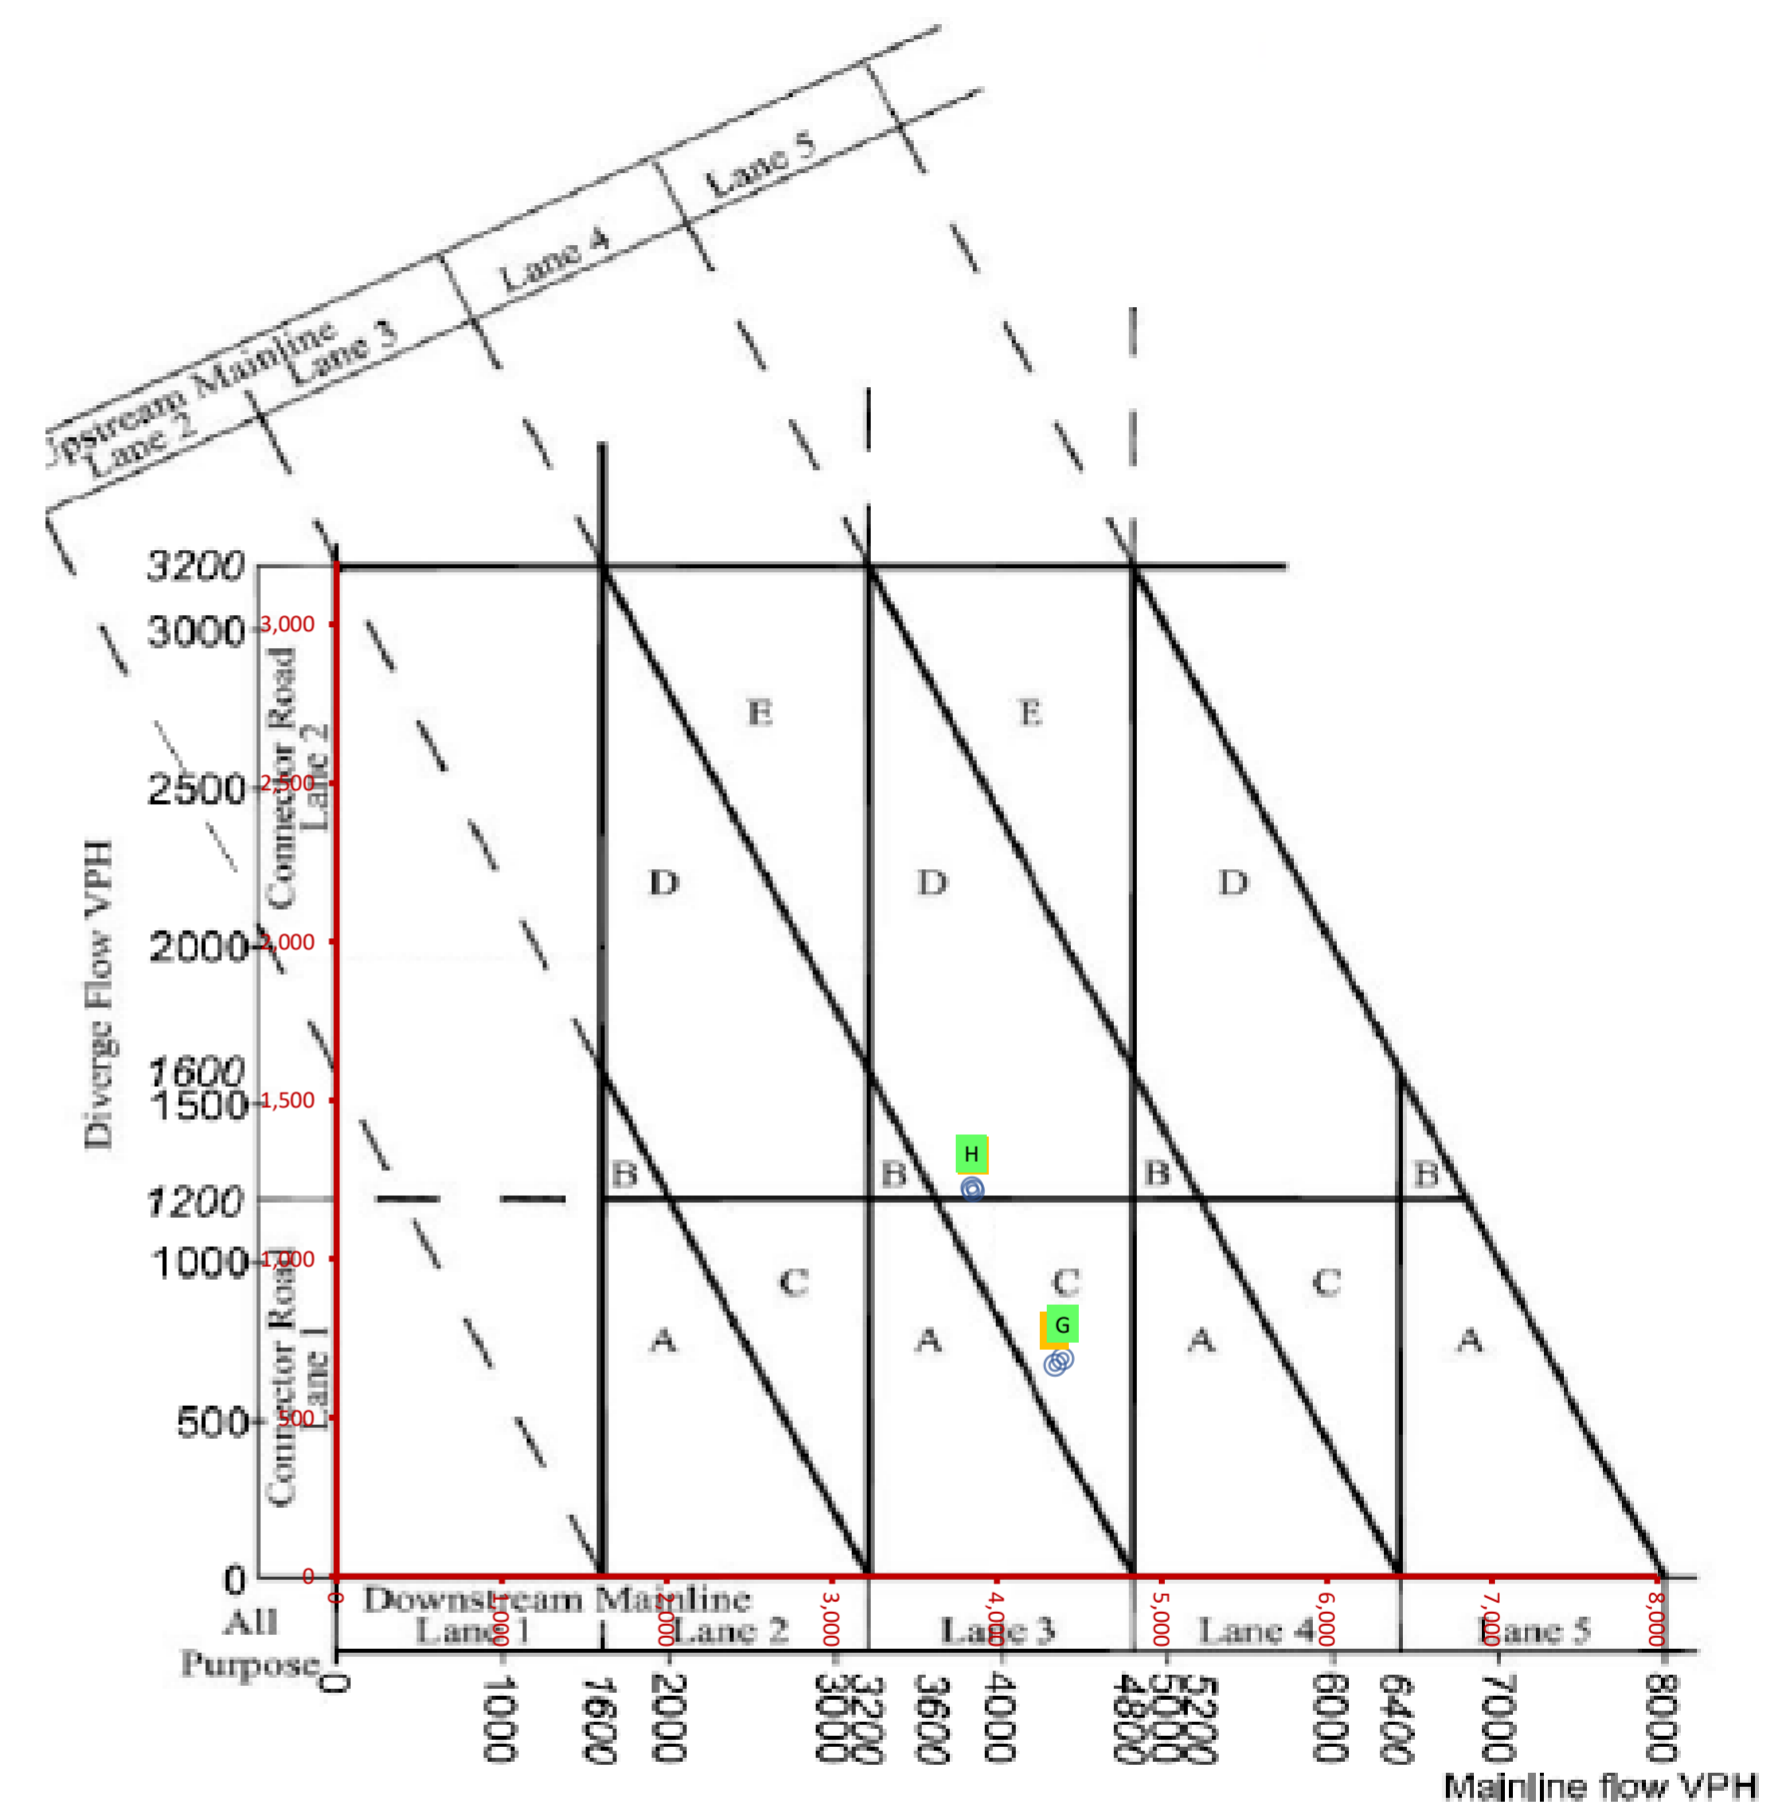 Lane 5
Lane 4
Upstream Mainline
Lane 3
Lane 2
3200
3000
3,000
2500
2,500
2000
2,000
1600
1500
1,500
1200
1000
1,000
500
500
0
0
Diverge Flow VPH
Connector Road
Lane 2
Connector Road
Lane 1
E
E
D
D
D
H
B
B
B
B
C
C
C
G
A
A
A
A
0
1,000
2,000
3,000
4,000
5,000
6,000
7,000
8,000
All
Purpose
Downstream Mainline
Lane 1
Lane 2
Lane 3
Lane 4
Lane 5
0
1000
1600
2000
3000
3200
3600
4000
4800
5000
5200
6000
6400
7000
8000
Mainline flow VPH